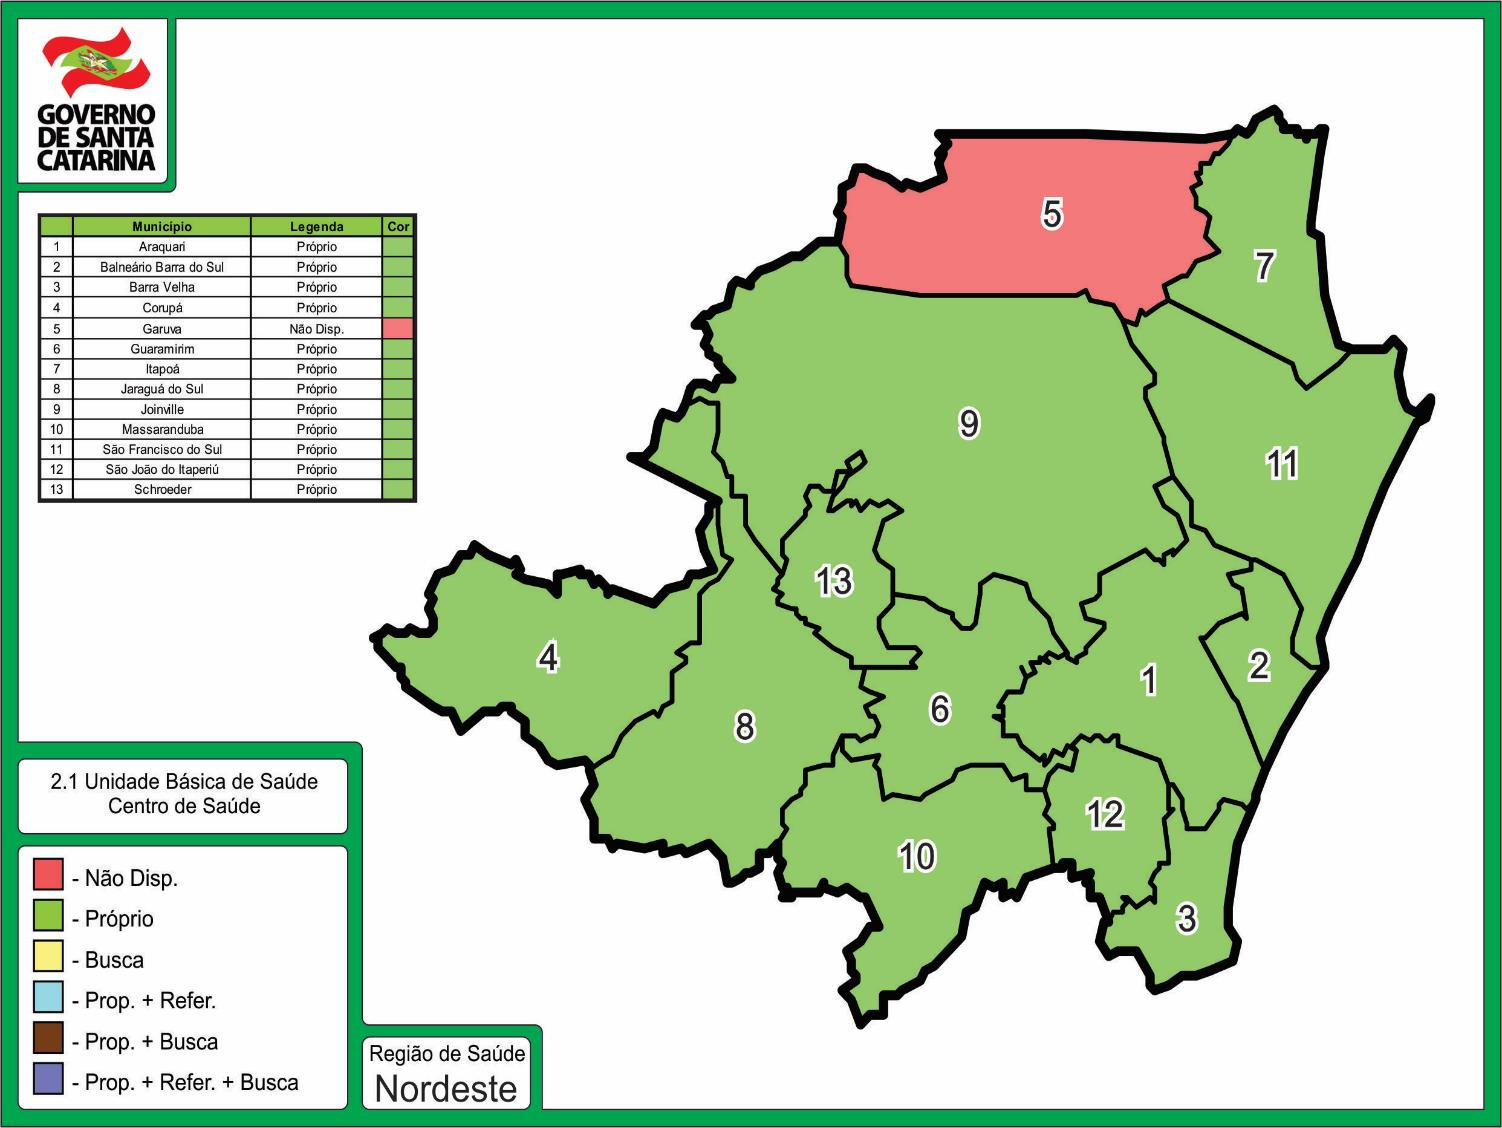 GOVERNO
DE SANTA
CATARINA
Município Legenda Cor
1 Araquari Próprio
2 Balneário Barra do Sul Próprio
3 Barra Velha Próprio
4 Corupá Próprio
5 Garuva Não Disp.
6 Guaramirim Próprio
7 Itapoá Próprio
8 Jaraguá do Sul Próprio
9 Joinville Próprio
10 Massaranduba Próprio
11 São Francisco do Sul Próprio
12 São João do Itaperiú Próprio
13 Schroeder Próprio
5
7
9
11
13
4
2
1
6
8
12
10
3
2.1 Unidade Básica de Saúde
Centro de Saúde
- Não Disp.
- Próprio
- Busca
- Prop. + Refer.
- Prop. + Busca
- Prop. + Refer. + Busca
Região de Saúde
Nordeste